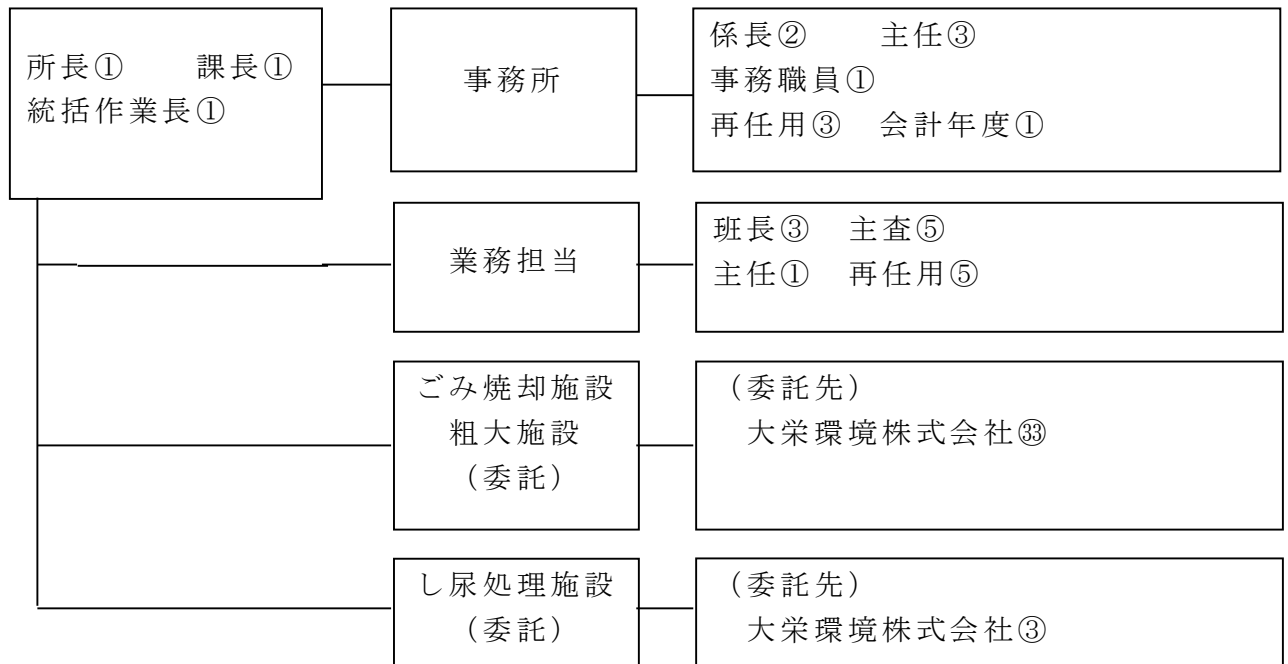 所長①　　課長①
統括作業長①
事務所
係長②　　主任③
事務職員①
再任用③　会計年度①
業務担当
班長③　主査⑤
主任①　再任用⑤
ごみ焼却施設
粗大施設
（委託）
（委託先）
大栄環境株式会社㉝
し尿処理施設
（委託）
（委託先）
大栄環境株式会社③